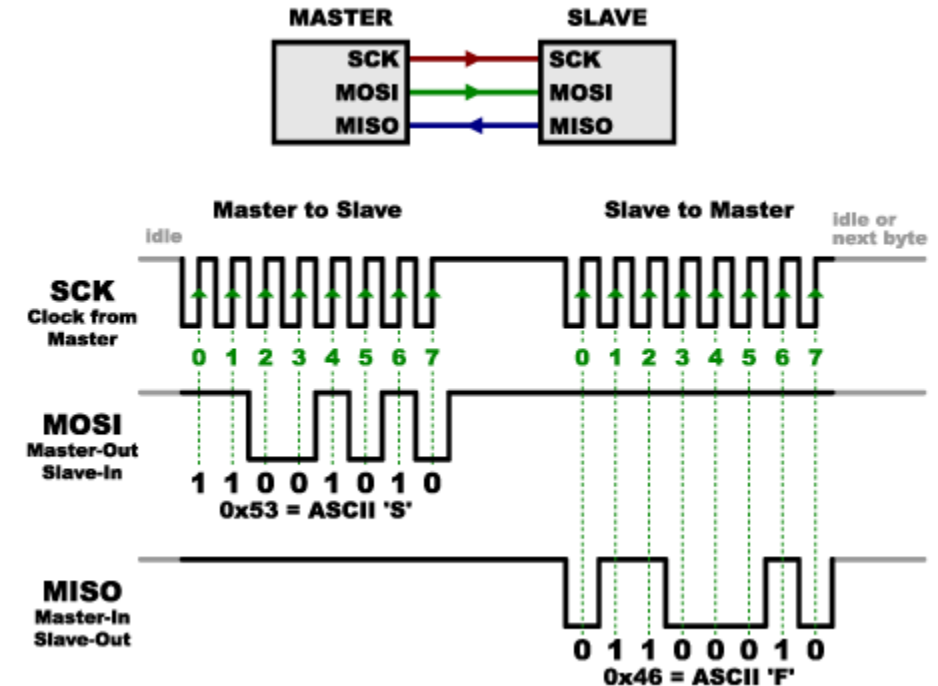 MASTER SLAVE
SCK SCK
MOSI MOSI
MISO MISO
Master to Slave Slave to Master
idle
idle or
next byte
SCK
Clock from
Master
0 1 2 3 4 5 6 7 0 1 2 3 4 5 6 7
MOSI
Master-Out
Slave-In
1 1 0 0 1 0 1 0
0x53 = ASCII 'S'
MISO
Master-In
Slave-Out
0 1 1 0 0 0 1 0
0x46 = ASCII 'F'